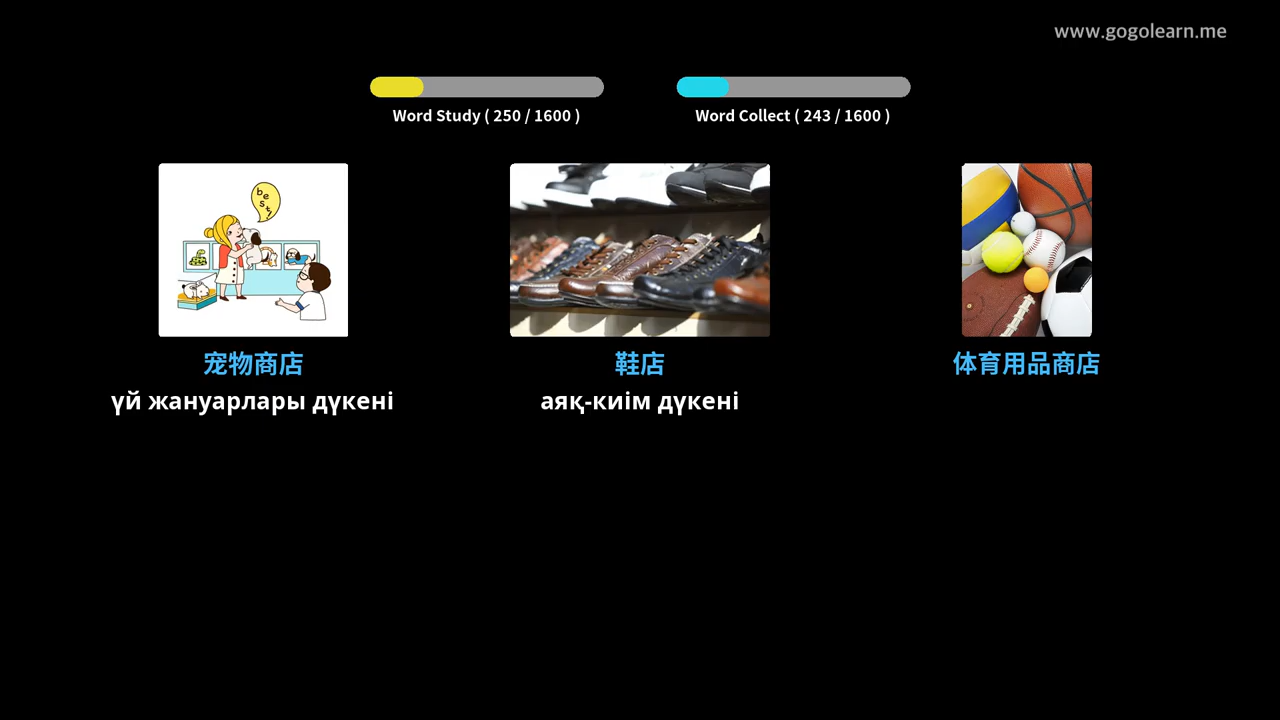 www.gogolearn.me
Word Study ( 250 / 1600 )
Word Collect ( 243 / 1600 )
best,
宠物商店
鞋店
体育用品商店
үй жануарлары дүкені
аяқ-киім дүкені